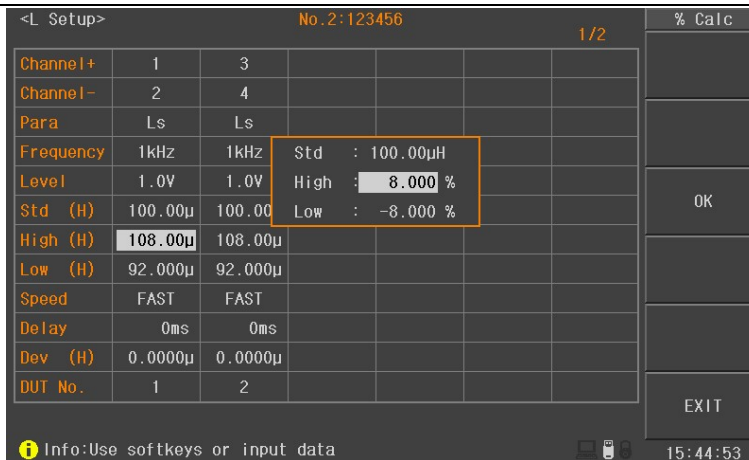 <L Setup> No.2:123456 1/2 % Calc
Channel+ 1 3
Channel- 2 4
Para Ls Ls
Frequency 1kHz 1kHz Std : 100.00μH
Level 1.0V 1.0V High : 8.000 %
Std (H) 100.00μ 100.00 Low : -8.000 % OK
High (H) 108.00μ 108.00μ
Low (H) 92.000μ 92.000μ
Speed FAST FAST
Delay 0ms 0ms
Dev (H) 0.0000μ 0.0000μ
DUT No. 1 2
EXIT
i Info:Use softkeys or input data 15:44:53